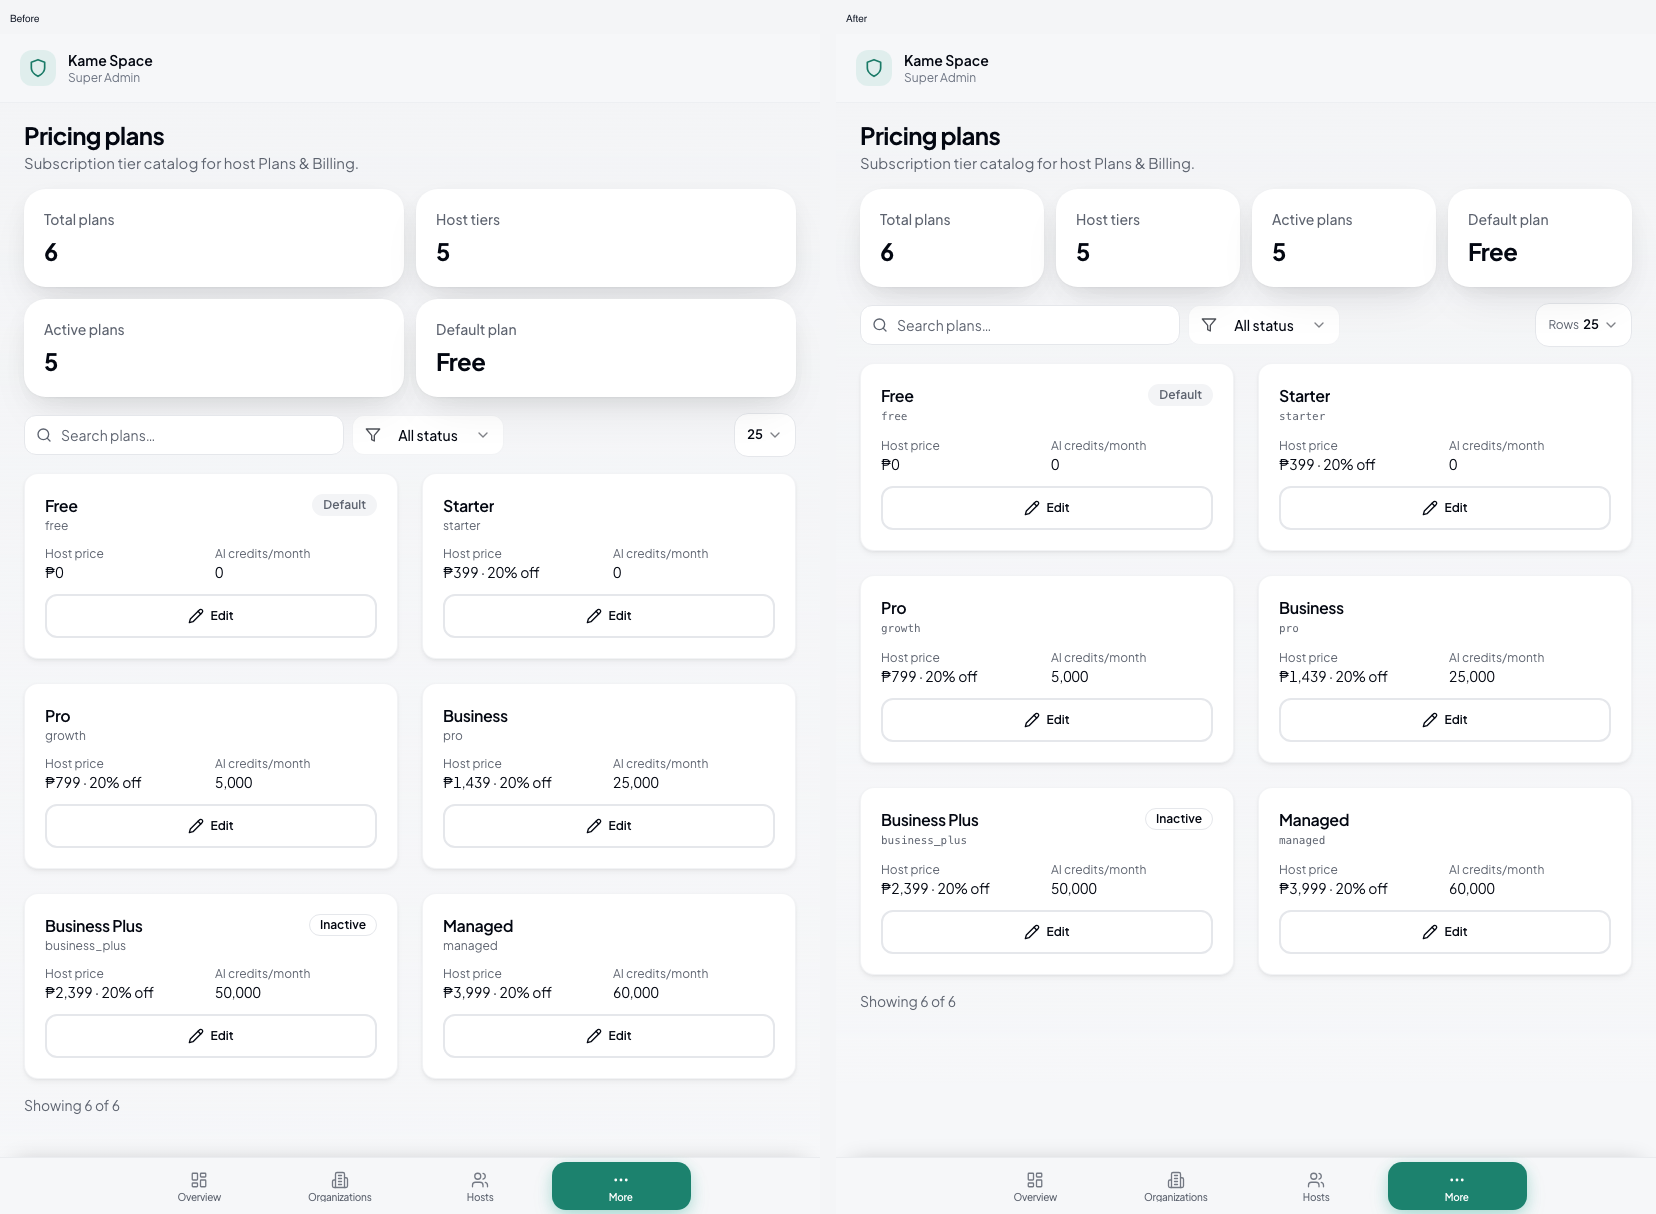 Before
Kame Space
Super Admin
Pricing plans
Subscription tier catalog for host Plans & Billing.
Total plans
6
Host tiers
5
Active plans
5
Default plan
Free
Search plans...
All status
25
Free
Default
free
Host price
₱0
AI credits/month
0
Edit
Starter
starter
Host price
₱399 · 20% off
AI credits/month
0
Edit
Pro
growth
Host price
₱799 · 20% off
AI credits/month
5,000
Edit
Business
pro
Host price
₱1,439 · 20% off
AI credits/month
25,000
Edit
Business Plus
Inactive
business_plus
Host price
₱2,399 · 20% off
AI credits/month
50,000
Edit
Managed
managed
Host price
₱3,999 · 20% off
AI credits/month
60,000
Edit
Showing 6 of 6
Overview
Organizations
Hosts
More
After
Kame Space
Super Admin
Pricing plans
Subscription tier catalog for host Plans & Billing.
Total plans
6
Host tiers
5
Active plans
5
Default plan
Free
Search plans...
All status
Rows 25
Free
Default
free
Host price
₱0
AI credits/month
0
Edit
Starter
starter
Host price
₱399 · 20% off
AI credits/month
0
Edit
Pro
growth
Host price
₱799 · 20% off
AI credits/month
5,000
Edit
Business
pro
Host price
₱1,439 · 20% off
AI credits/month
25,000
Edit
Business Plus
Inactive
business_plus
Host price
₱2,399 · 20% off
AI credits/month
50,000
Edit
Managed
managed
Host price
₱3,999 · 20% off
AI credits/month
60,000
Edit
Showing 6 of 6
Overview
Organizations
Hosts
More